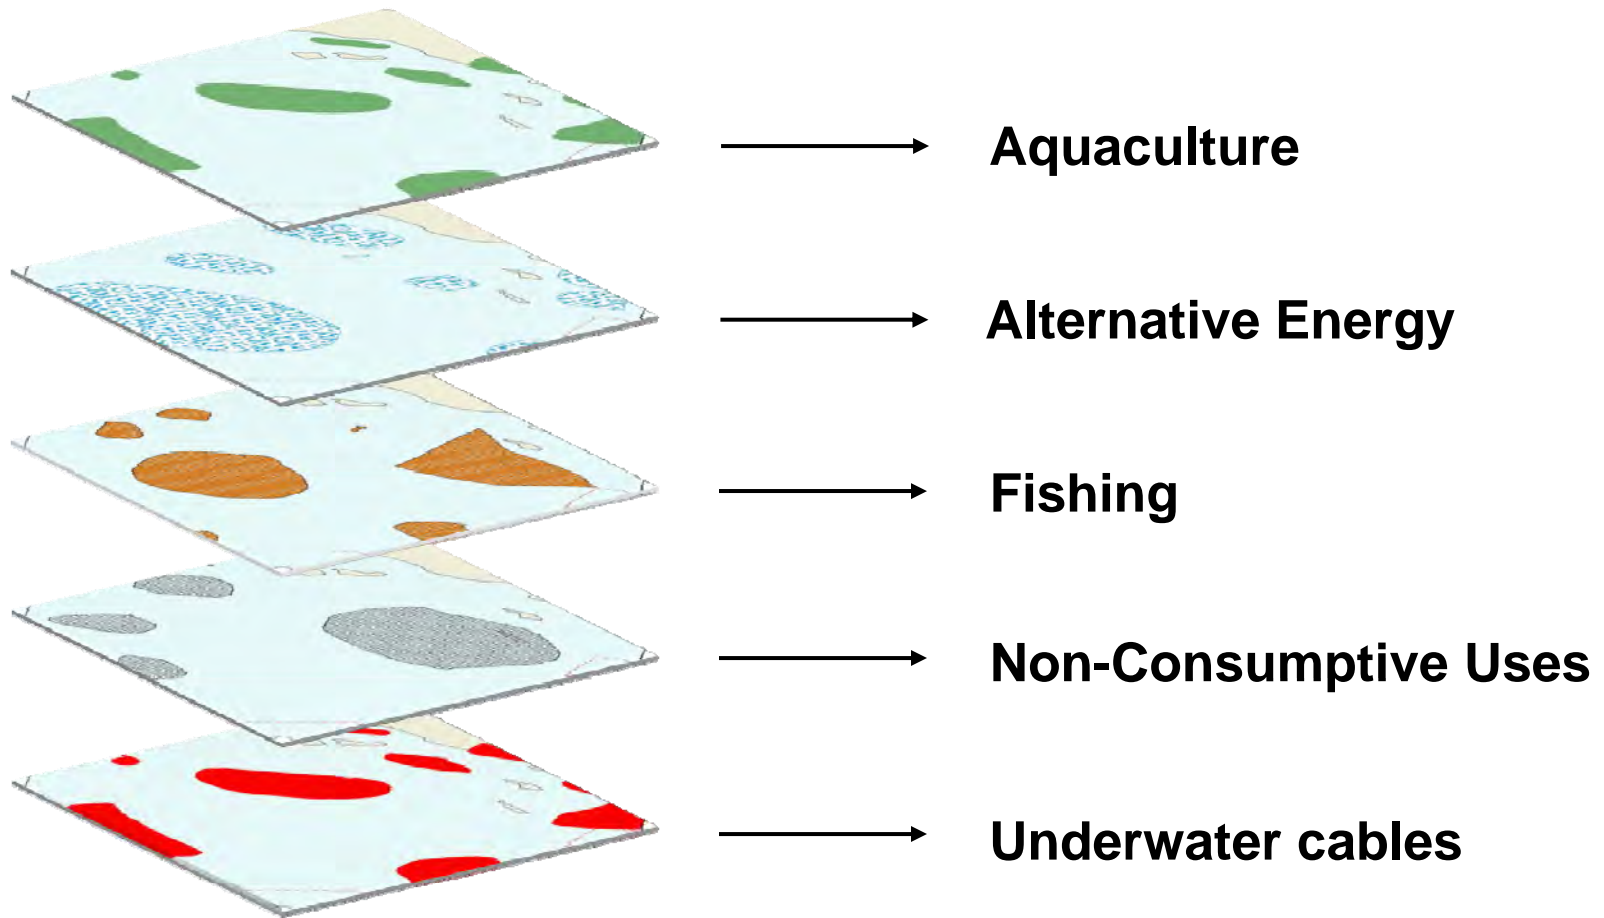 Aquaculture
Alternative Energy
Fishing
Non-Consumptive Uses
Underwater cables